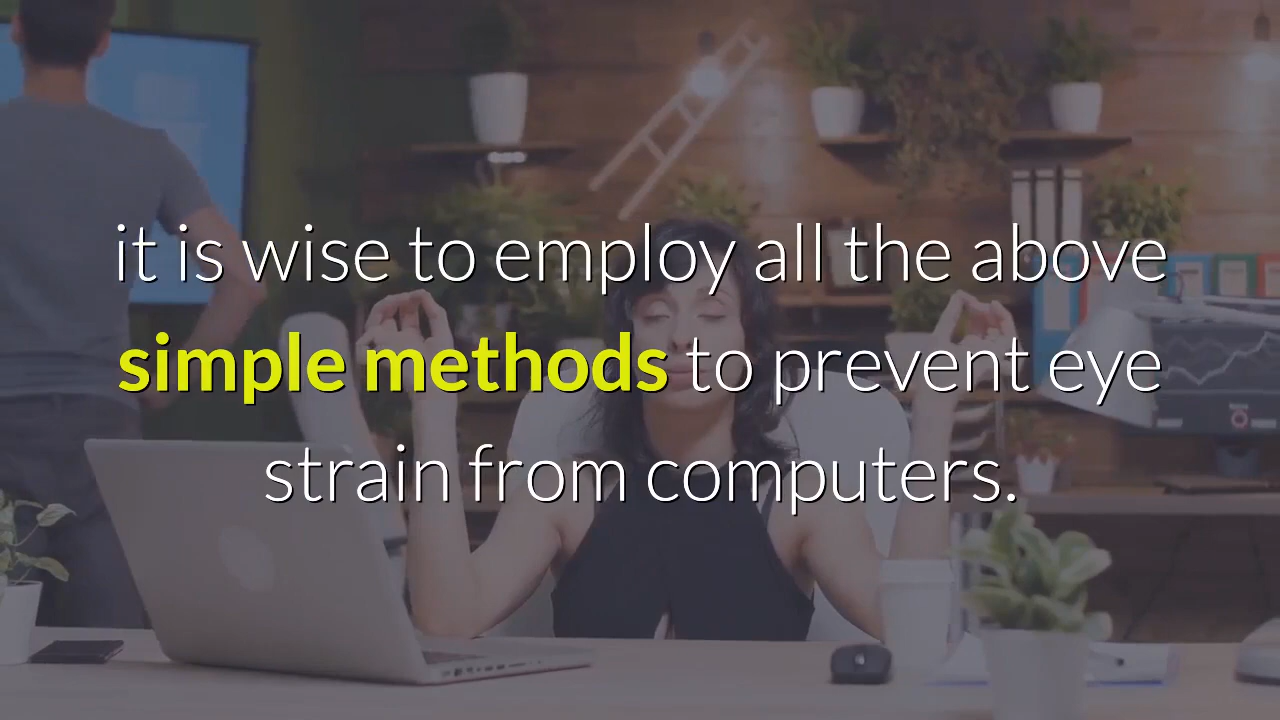 it is wise to employ all the above
simple methods to prevent eye
strain from computers.